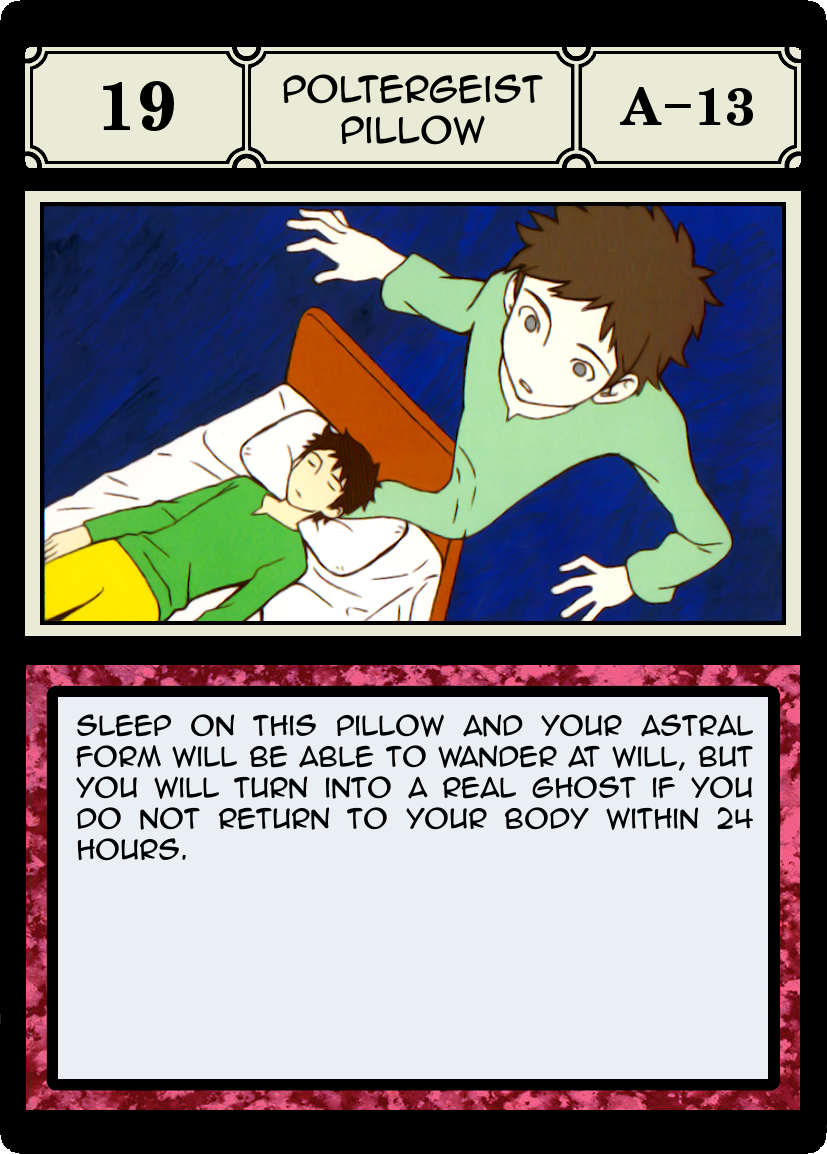 19
POLTERGEIST
PILLOW
A-13
SLEEP ON THIS PILLOW AND YOUR ASTRAL
FORM WILL BE ABLE TO WANDER AT WILL, BUT
YOU WILL TURN INTO A REAL GHOST IF YOU
DO NOT RETURN TO YOUR BODY WITHIN 24
HOURS.